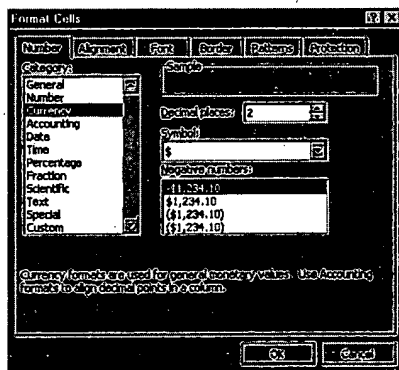 Format Cells
Number Alignment Font Border Patterns Protection
Category:
General
Number
Currency
Accounting
Date
Time
Percentage
Fraction
Scientific
Text
Special
Custom
Sample
Decimal places: 2
Symbol:
$
Negative numbers:
-$1,234.10
$1,234.10
($1,234.10)
($1,234.10)
Currency formats are used for general monetary values. Use Accounting
formats to align decimal points in a column.
OK Cancel